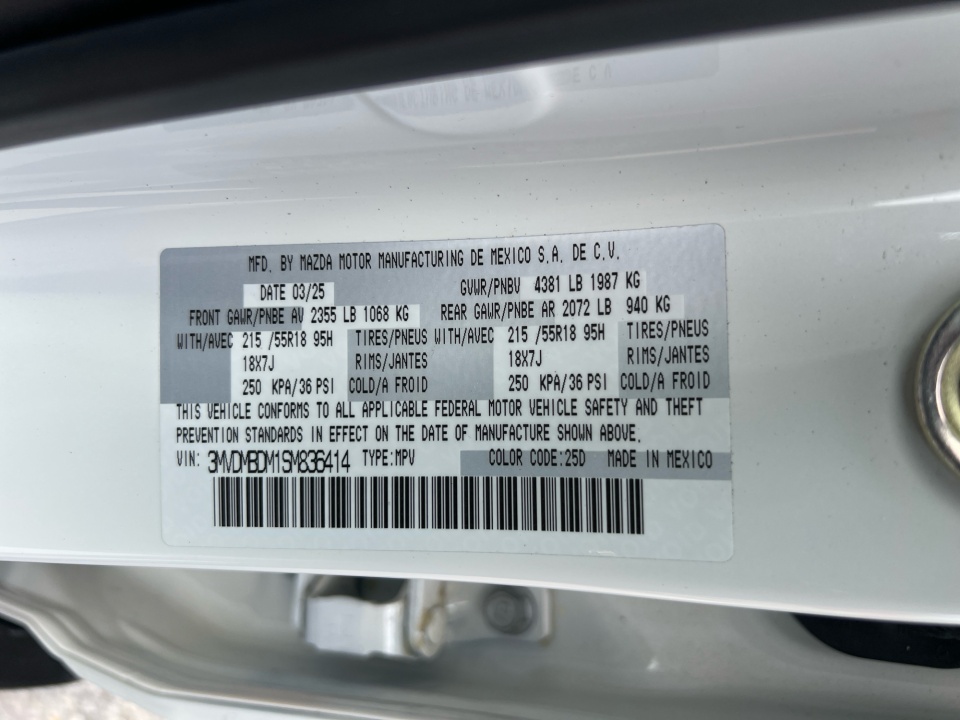 MFD. BY MAZDA MOTOR MANUFACTURING DE MEXICO S.A. DE C.V.
DATE 03/25 GVWR/PNBV 4381 LB 1987 KG
FRONT GAWR/PNBE AV 2355 LB 1068 KG REAR GAWR/PNBE AR 2072 LB 940 KG
WITH/AVEC 215 /55R18 95H TIRES/PNEUS WITH/AVEC 215 /55R18 95H TIRES/PNEUS
18X7J RIMS/JANTES 18X7J RIMS/JANTES
250 KPA/36 PSI COLD/A FROID 250 KPA/36 PSI COLD/A FROID
THIS VEHICLE CONFORMS TO ALL APPLICABLE FEDERAL MOTOR VEHICLE SAFETY AND THEFT
PREVENTION STANDARDS IN EFFECT ON THE DATE OF MANUFACTURE SHOWN ABOVE.
VIN: 3MVDMBDM1SM836414 TYPE:MPV COLOR CODE:25D MADE IN MEXICO